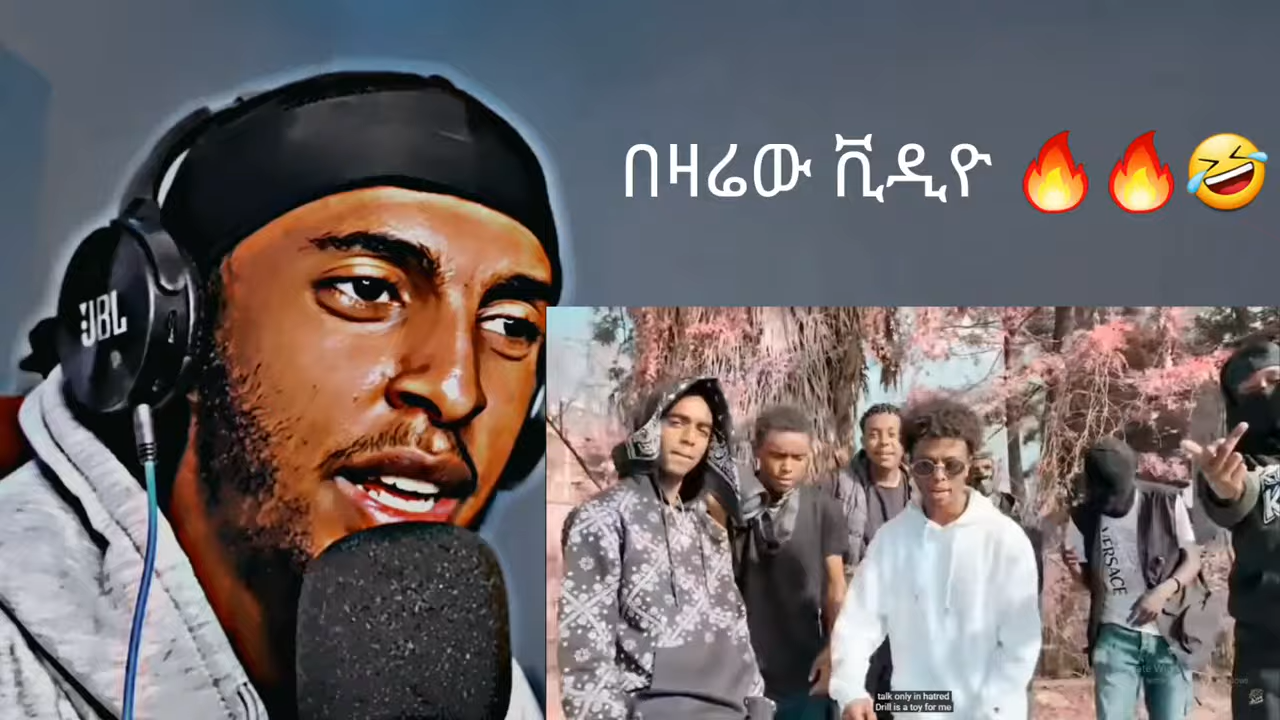 በዛሬው ቪዲዮ 🔥🔥🤣
JBL
VERSACE
talk only in hatred
Drill is a toy for me